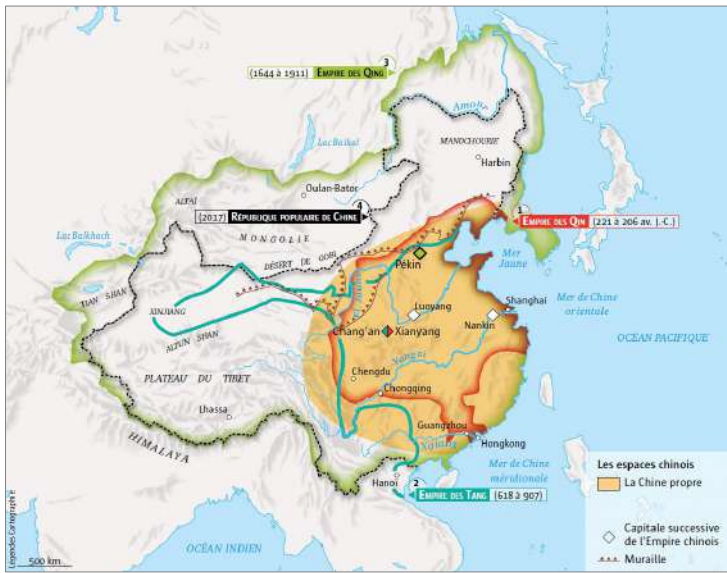 3
(1644 à 1911) EMPIRE DES QING
Amour
Lac Baïkal
MANDCHOURIE
Harbin
Oulan-Bator
ALTAÏ
4
(2017) RÉPUBLIQUE POPULAIRE DE CHINE
1
EMPIRE DES QIN (221 à 206 av. J.-C.)
MONGOLIE
Lac Balkhach
DÉSERT DE GOBI
Pékin
Mer
Jaune
TIAN SHAN
XINJIANG
Luoyang
Shanghai
Mer de Chine
orientale
Nankin
Chang'an
Xianyang
ALTUN SHAN
OCÉAN PACIFIQUE
Yangzi
PLATEAU DU TIBET
Chengdu
Chongqing
Lhassa
Guangzhou
HIMALAYA
Xijiang
Hongkong
Mer de Chine
méridionale
Hanoï
2
EMPIRE DES TANG (618 à 907)
OCÉAN INDIEN
500 km
Légendes Cartographie
Les espaces chinois
La Chine propre
Capitale successive
de l'Empire chinois
Muraille